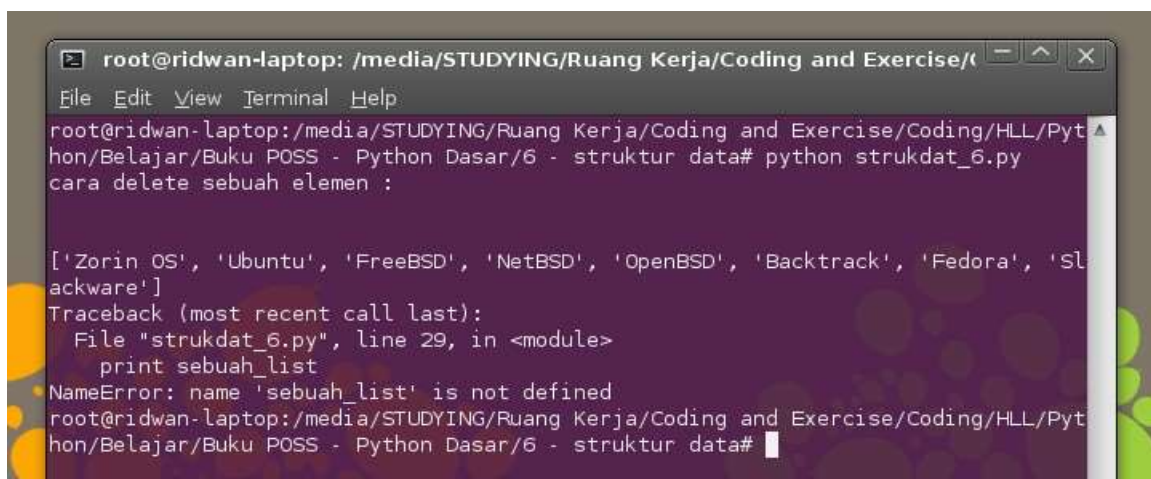 root@ridwan-laptop: /media/STUDYING/Ruang Kerja/Coding and Exercise/(
File Edit View Terminal Help
root@ridwan-laptop:/media/STUDYING/Ruang Kerja/Coding and Exercise/Coding/HLL/Pyt
hon/Belajar/Buku POSS - Python Dasar/6 - struktur data# python strukdat_6.py
cara delete sebuah elemen :
['Zorin OS', 'Ubuntu', 'FreeBSD', 'NetBSD', 'OpenBSD', 'Backtrack', 'Fedora', 'Sl
ackware']
Traceback (most recent call last):
  File "strukdat_6.py", line 29, in <module>
    print sebuah_list
NameError: name 'sebuah_list' is not defined
root@ridwan-laptop:/media/STUDYING/Ruang Kerja/Coding and Exercise/Coding/HLL/Pyt
hon/Belajar/Buku POSS - Python Dasar/6 - struktur data#